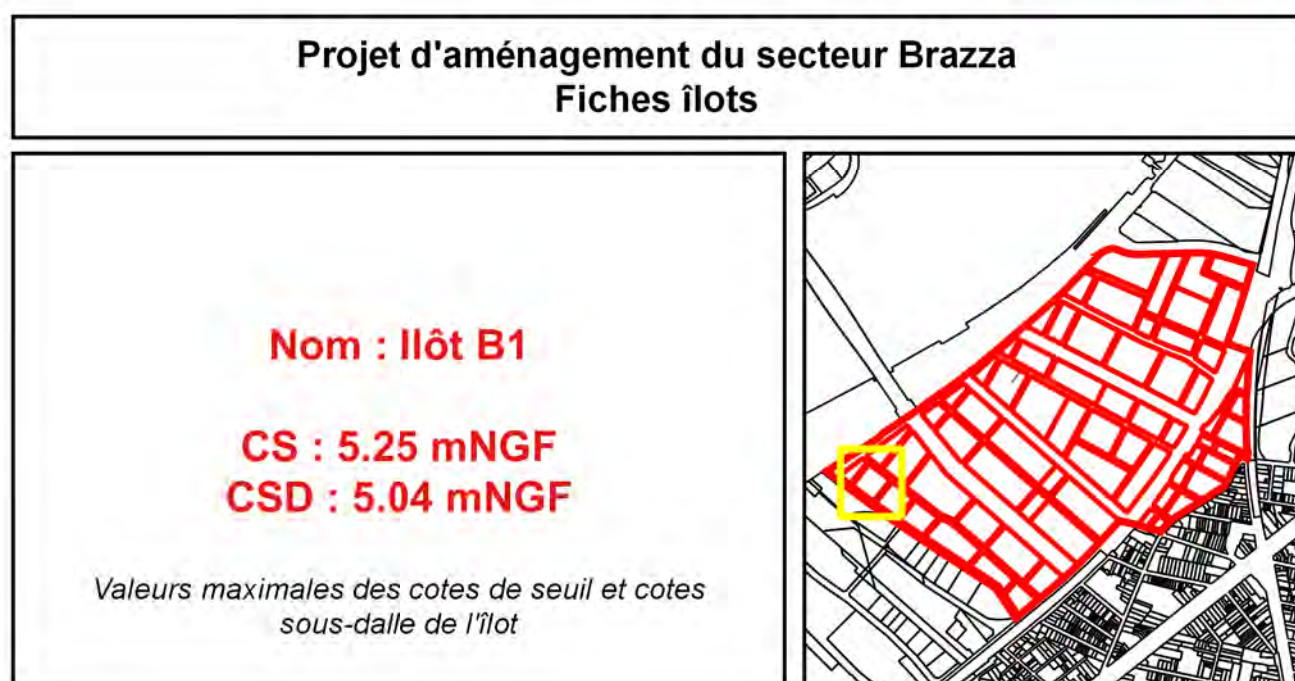 Projet d'aménagement du secteur Brazza
Fiches îlots
Nom : Ilôt B1
CS : 5.25 mNGF
CSD : 5.04 mNGF
Valeurs maximales des cotes de seuil et cotes
sous-dalle de l'îlot